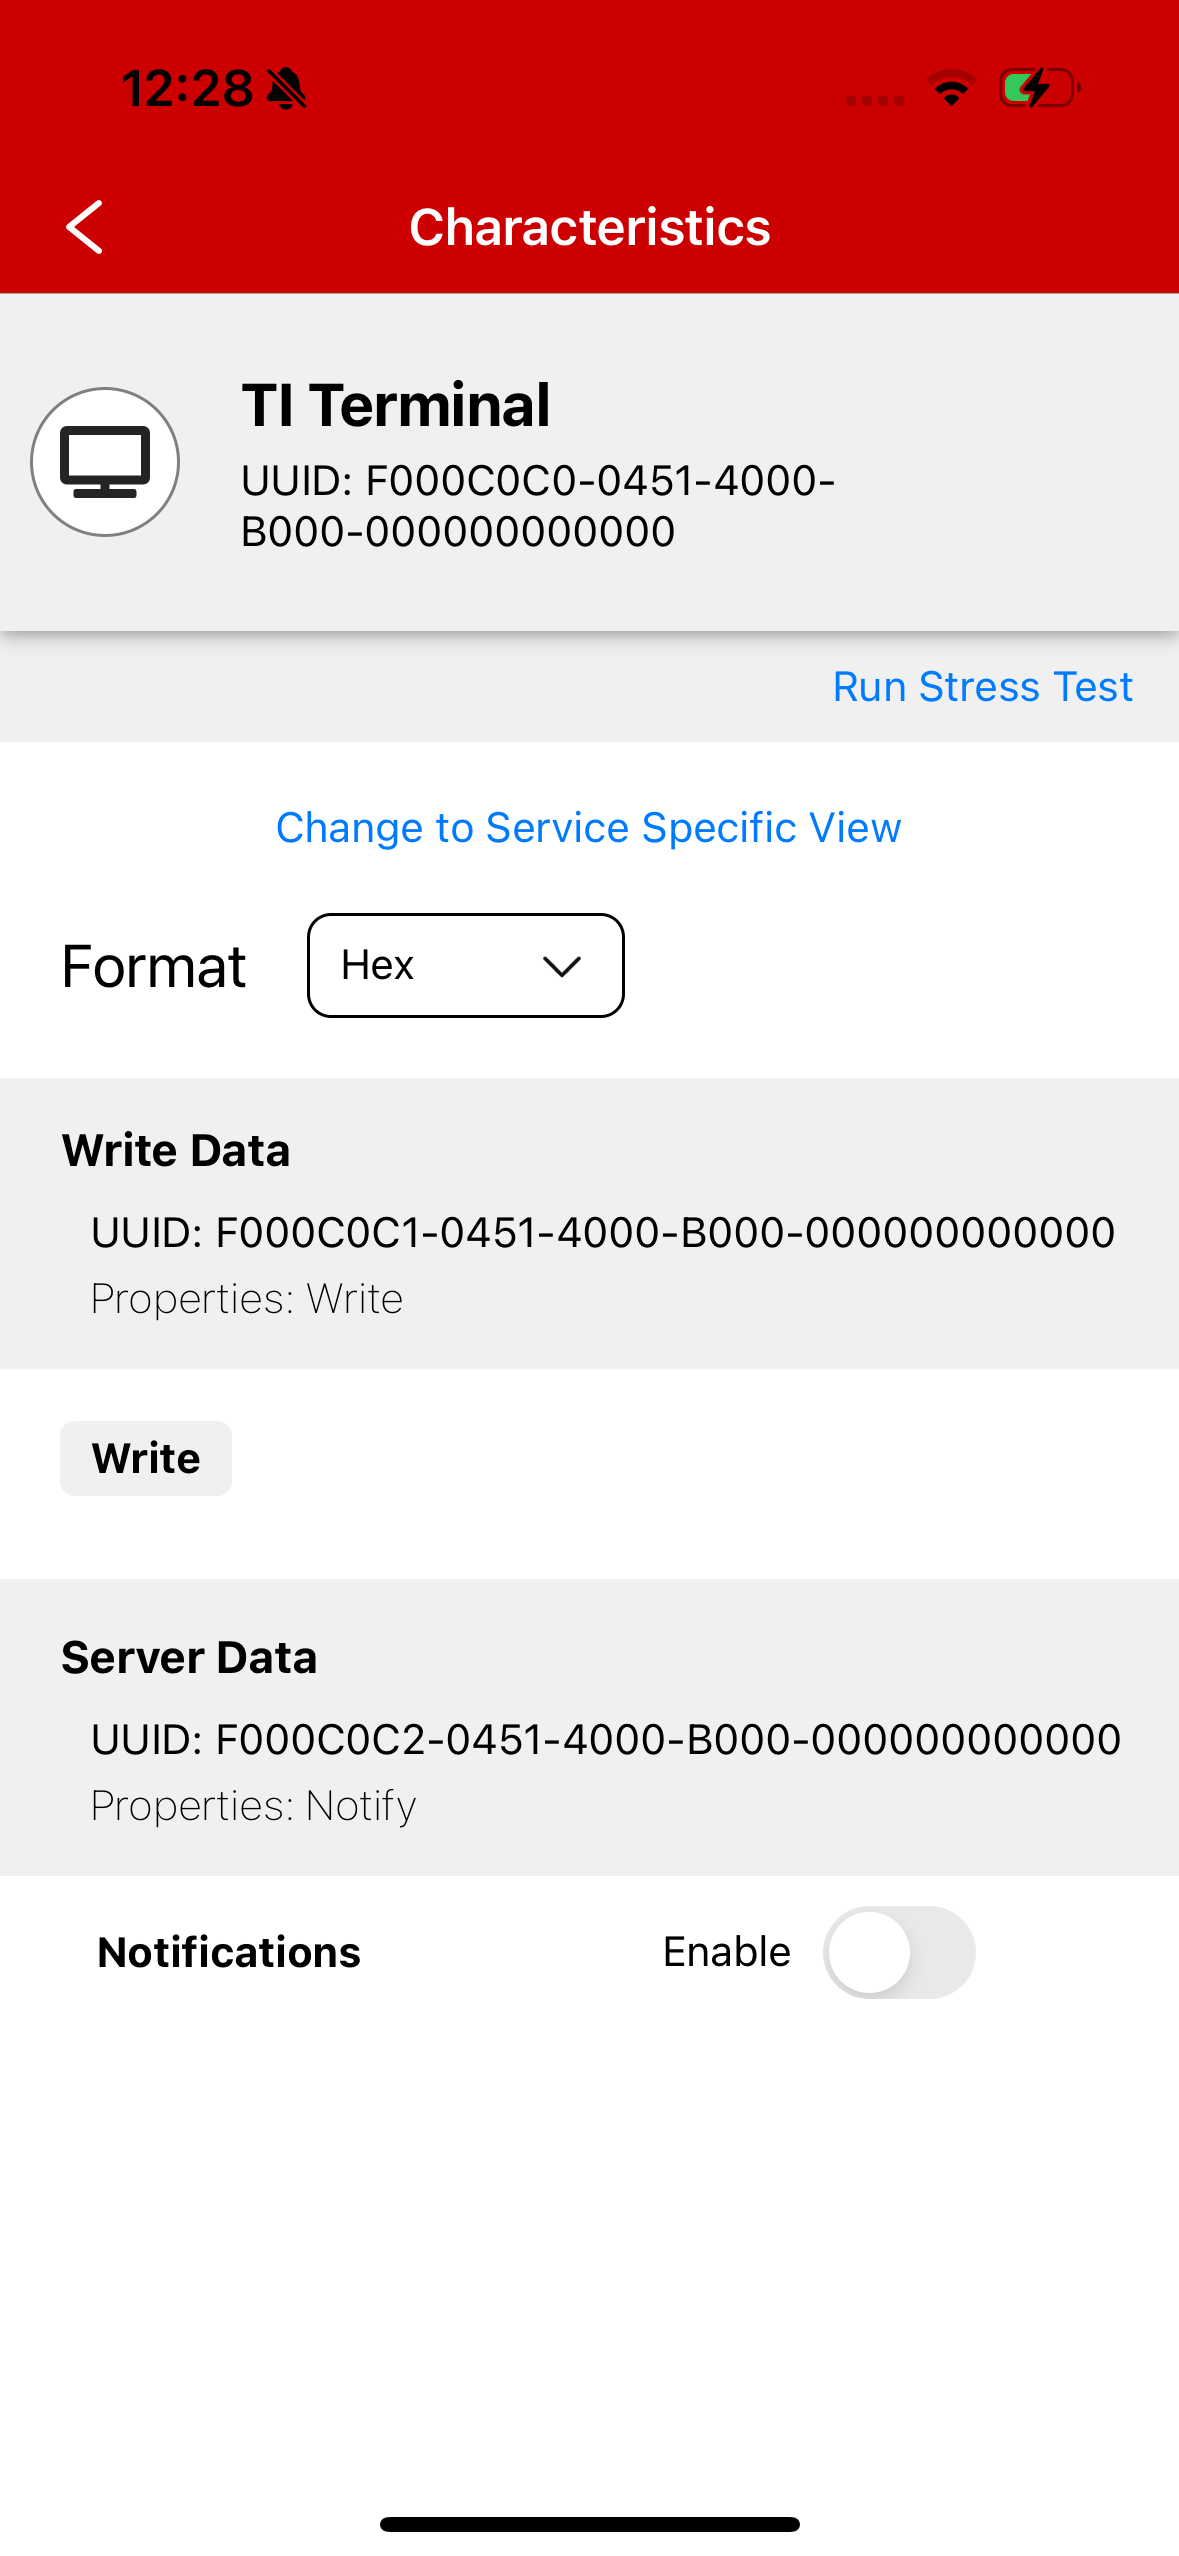 12:28
Characteristics
TI Terminal
UUID: F000C0C0-0451-4000-
B000-000000000000
Run Stress Test
Change to Service Specific View
Format
Hex
Write Data
UUID: F000C0C1-0451-4000-B000-000000000000
Properties: Write
Write
Server Data
UUID: F000C0C2-0451-4000-B000-000000000000
Properties: Notify
Notifications
Enable